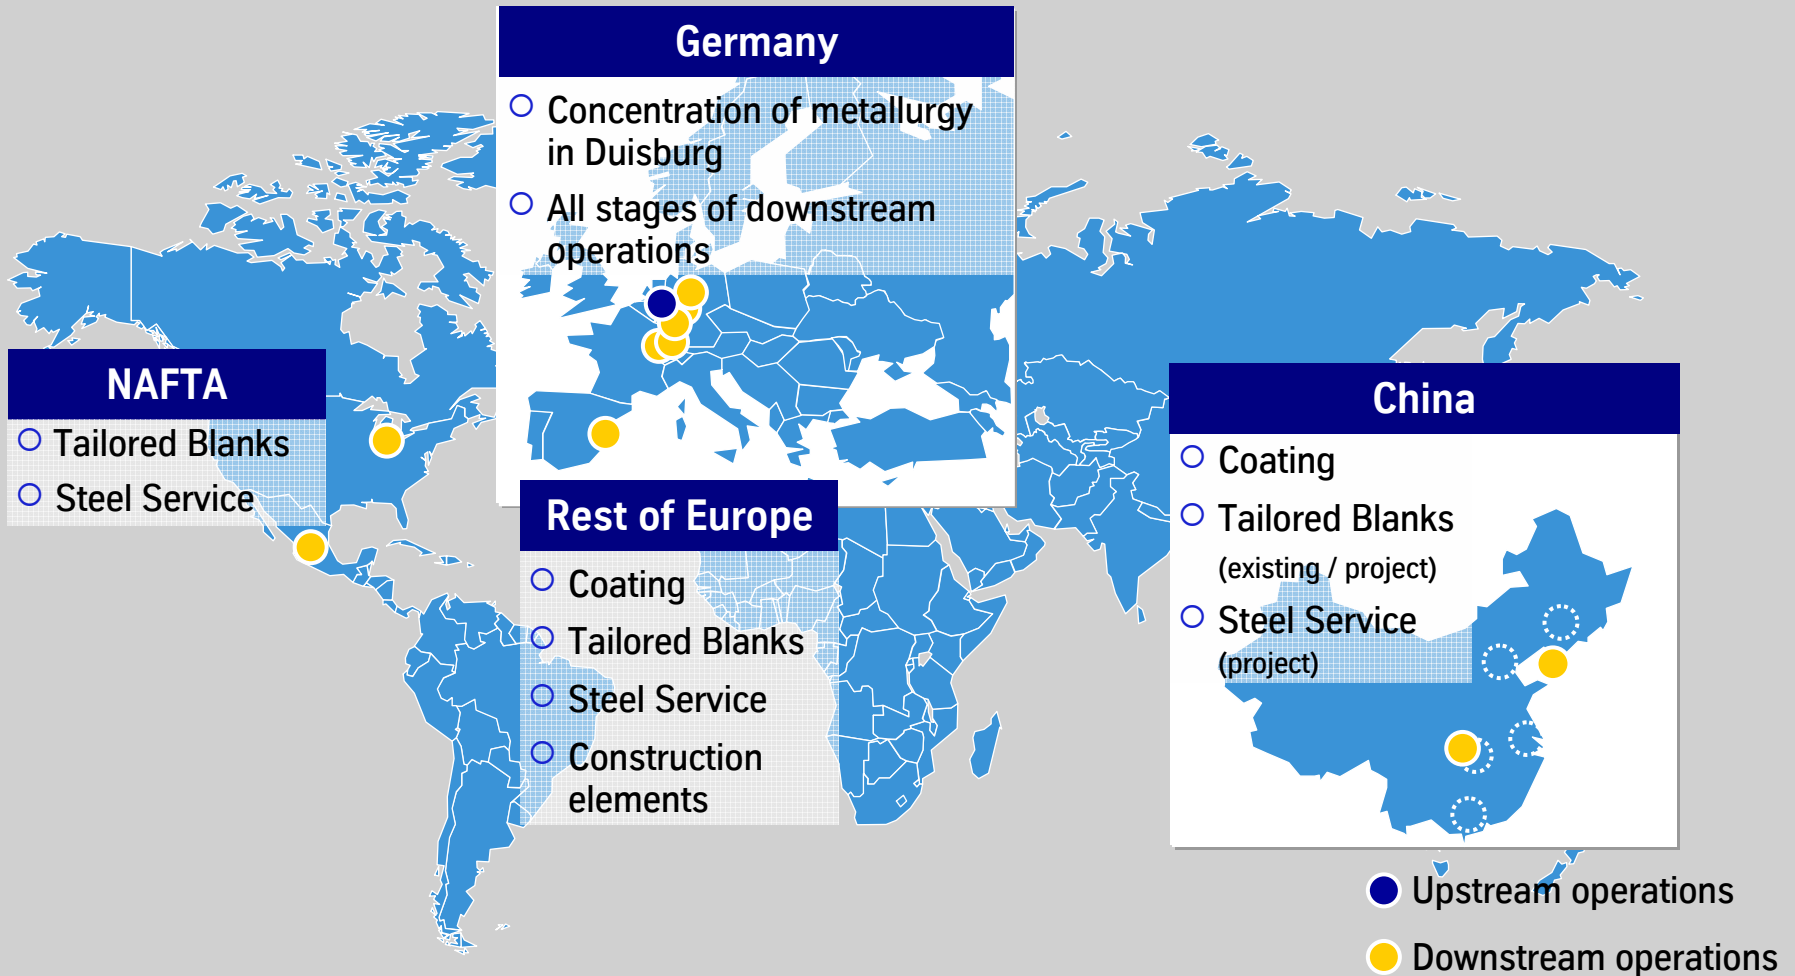 Germany
Concentration of metallurgy
in Duisburg
All stages of downstream
operations
NAFTA
Tailored Blanks
Steel Service
Rest of Europe
Coating
Tailored Blanks
Steel Service
Construction
elements
China
Coating
Tailored Blanks
(existing / project)
Steel Service
(project)
Upstream operations
Downstream operations